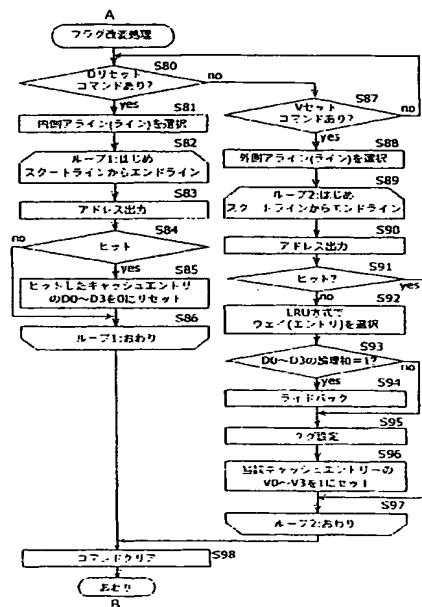 A
フラグ改変処理
S80
Dリセット
コマンドあり?
no
yes
S81
内側アライン(ライン)を選択
S82
ループ1:はじめ
スタートラインからエンドライン
S83
アドレス出力
S84
no
ヒット
yes
S85
ヒットしたキャッシュエントリ
のD0～D3を0にリセット
S86
ループ1:おわり
S87
Vセット
コマンドあり?
no
yes
S88
外側アライン(ライン)を選択
S89
ループ2:はじめ
スタートラインからエンドライン
S90
アドレス出力
S91
ヒット?
yes
no
S92
LRU方式で
ウェイ(エントリ)を選択
S93
D0～D3の論理和=1?
no
yes
S94
ライトバック
S95
タグ設定
S96
当該キャッシュエントリーの
V0～V3を1にセット
S97
ループ2:おわり
S98
コマンドクリア
おわり
B